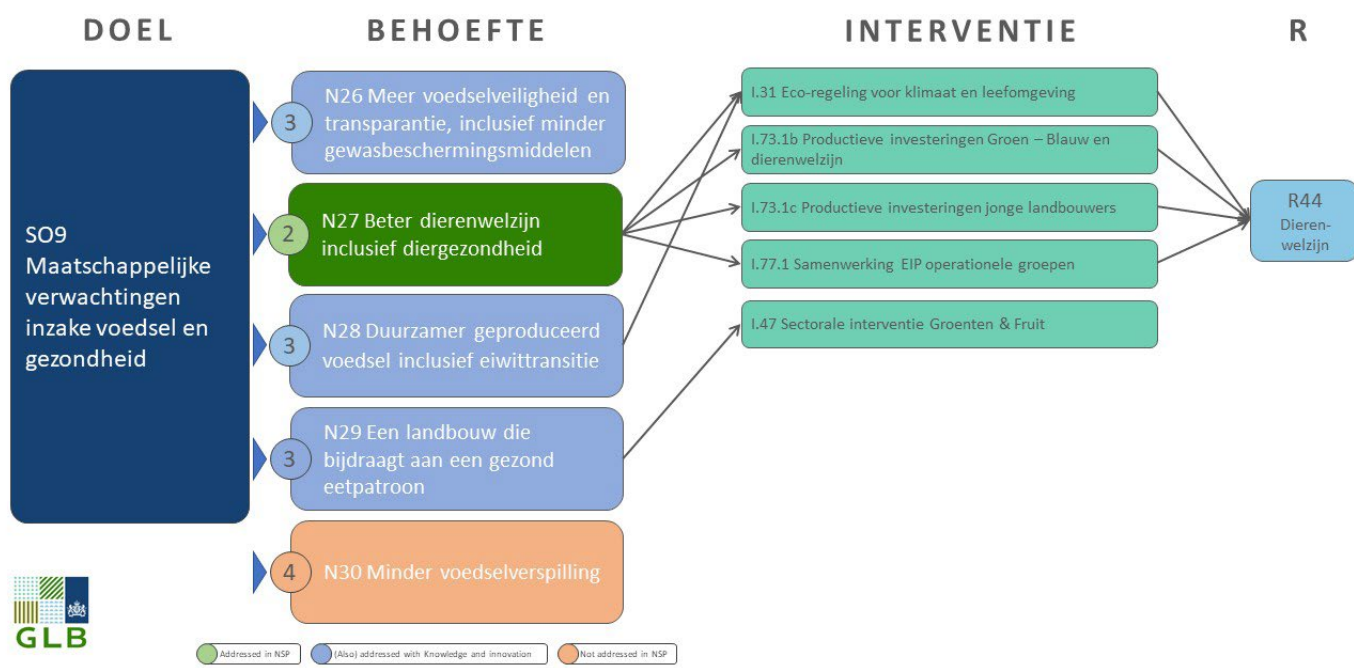 DOEL
BEHOEFTE
INTERVENTIE
R
SO9
Maatschappelijke
verwachtingen
inzake voedsel en
gezondheid
3
N26 Meer voedselveiligheid en
transparantie, inclusief minder
gewasbeschermingsmiddelen
2
N27 Beter dierenwelzijn
inclusief diergezondheid
3
N28 Duurzamer geproduceerd
voedsel inclusief eiwittransitie
3
N29 Een landbouw die
bijdraagt aan een gezond
eetpatroon
4
N30 Minder voedselverspilling
I.31 Eco-regeling voor klimaat en leefomgeving
I.73.1b Productieve investeringen Groen – Blauw en
dierenwelzijn
I.73.1c Productieve investeringen jonge landbouwers
I.77.1 Samenwerking EIP operationele groepen
I.47 Sectorale interventie Groenten & Fruit
R44
Dieren-
welzijn
GLB
Addressed in NSP
(Also) addressed with Knowledge and innovation
Not addressed in NSP